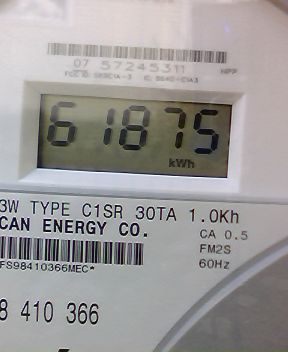 07 57245311 NPP
61875
kWh
3W TYPE C1SR 30TA 1.0Kh
CAN ENERGY CO.
CA 0.5
FM2S
60Hz
FS98410366MEC*
8 410 366